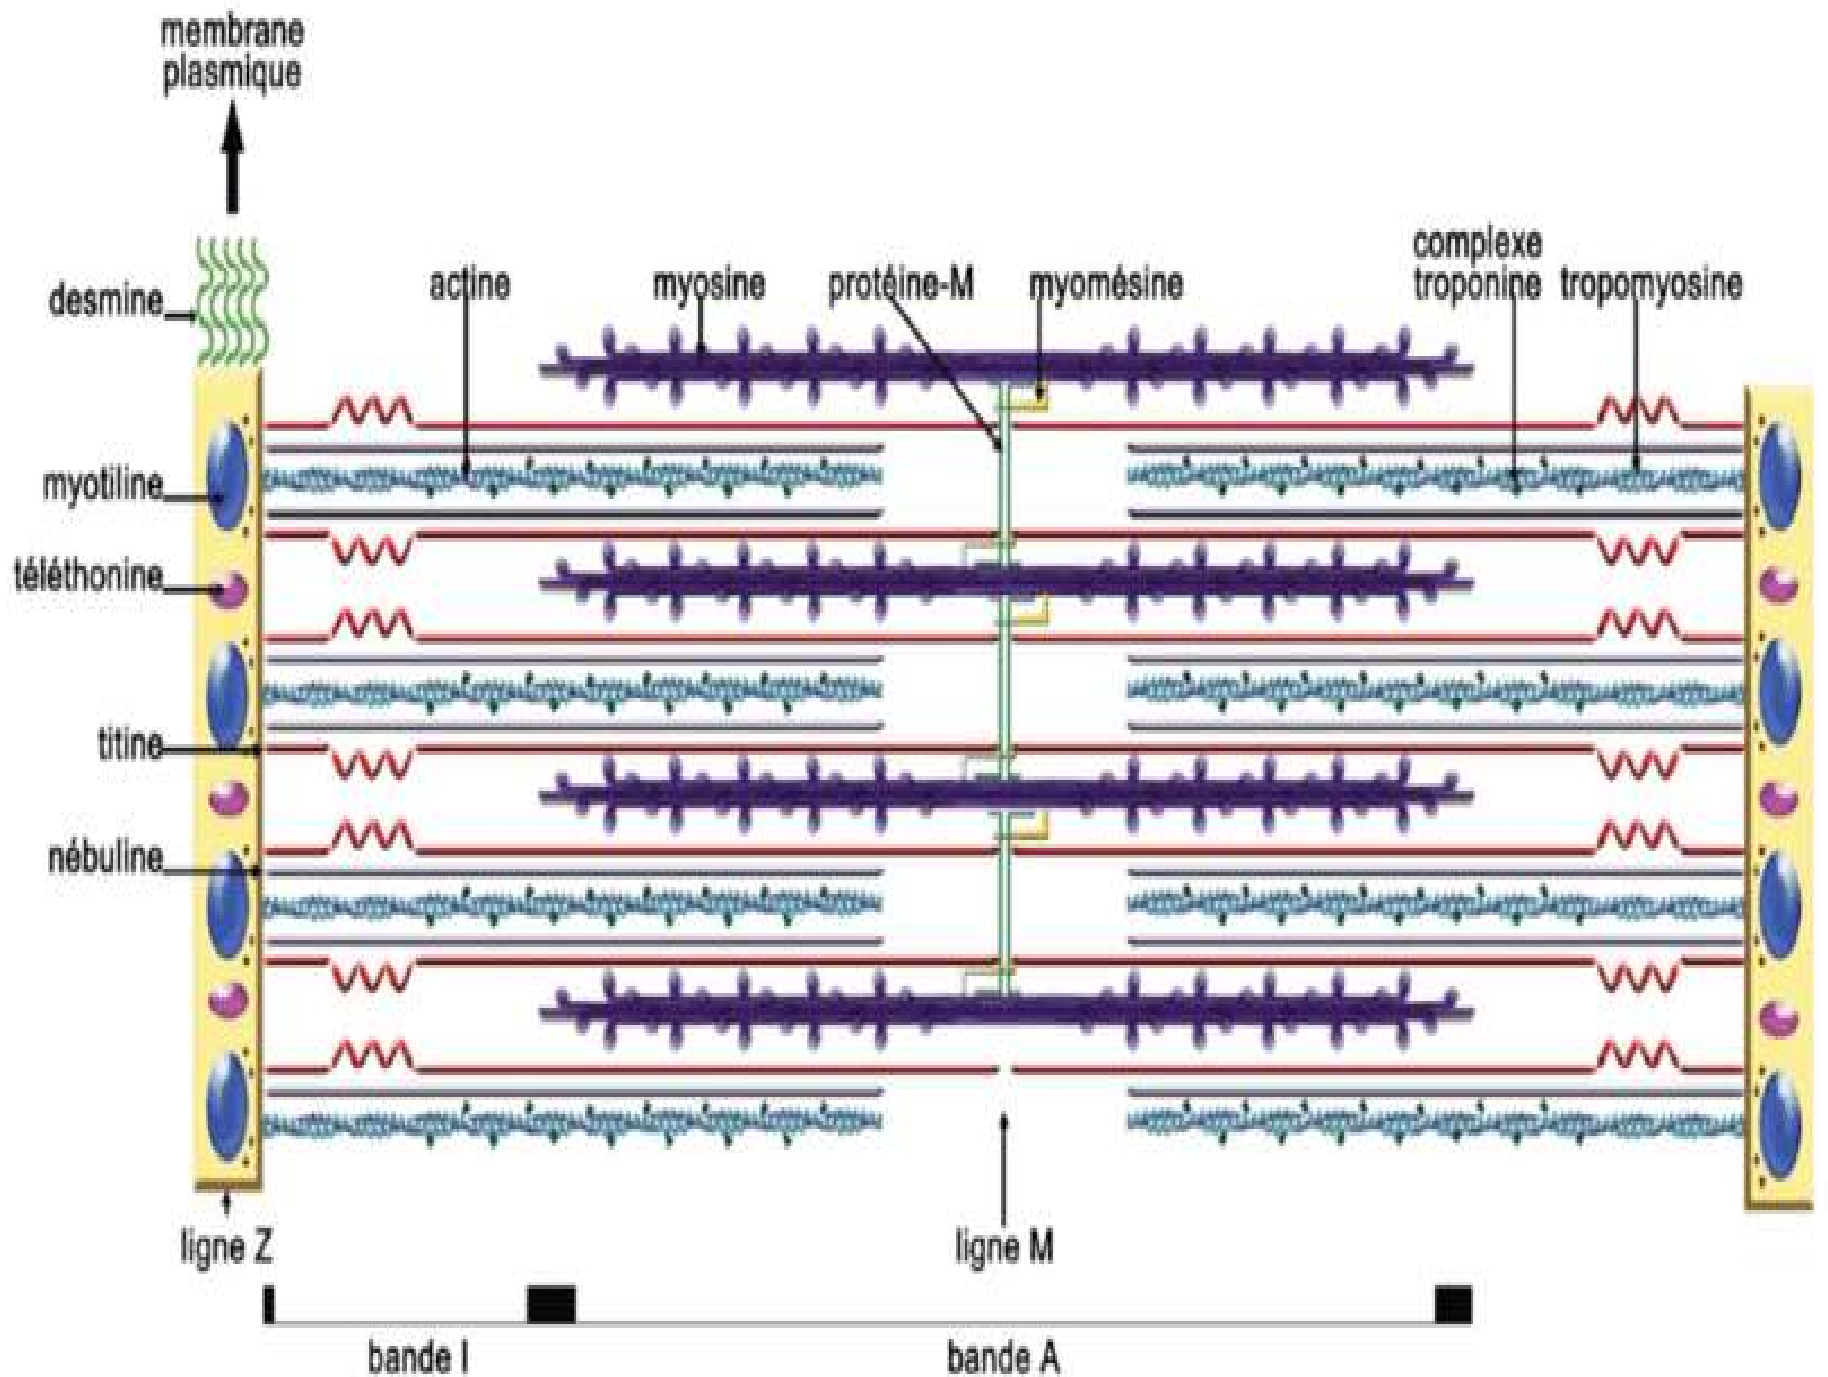 membrane
plasmique
complexe
troponine
tropomyosine
desmine
actine
myosine
protéine-M
myomésine
myotiline
téléthonine
titine
nébuline
ligne Z
ligne M
bande I
bande A